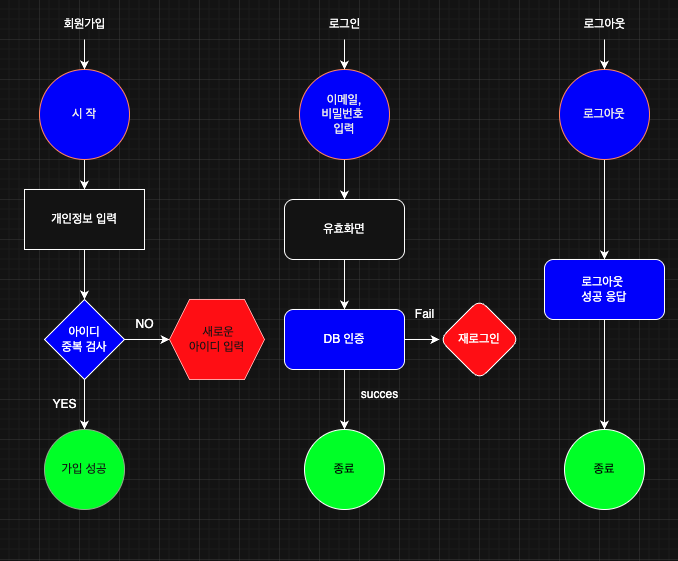 회원가입
로그인
로그아웃
시 작
이메일,
비밀번호
입력
로그아웃
개인정보 입력
유효화면
로그아웃
성공 응답
아이디
중복 검사
NO
새로운
아이디 입력
DB 인증
Fail
재로그인
YES
succes
가입 성공
종료
종료